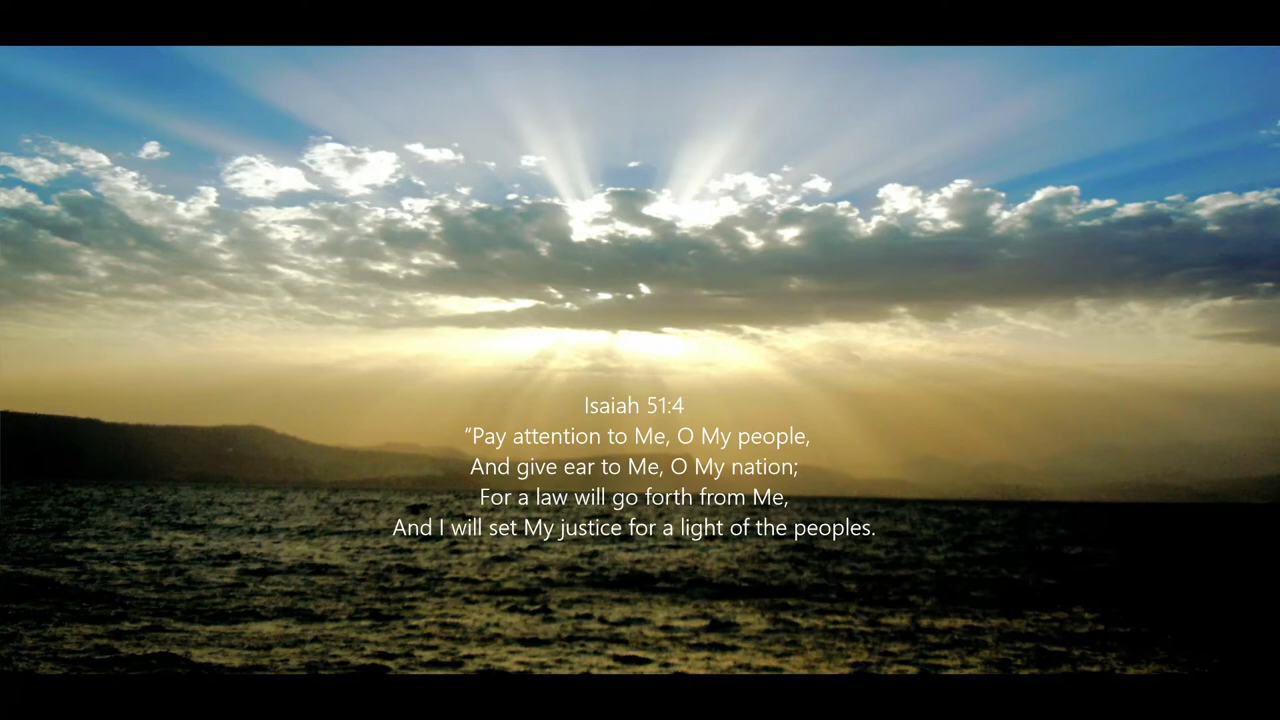 Isaiah 51:4
“Pay attention to Me, O My people,
And give ear to Me, O My nation;
For a law will go forth from Me,
And I will set My justice for a light of the peoples.